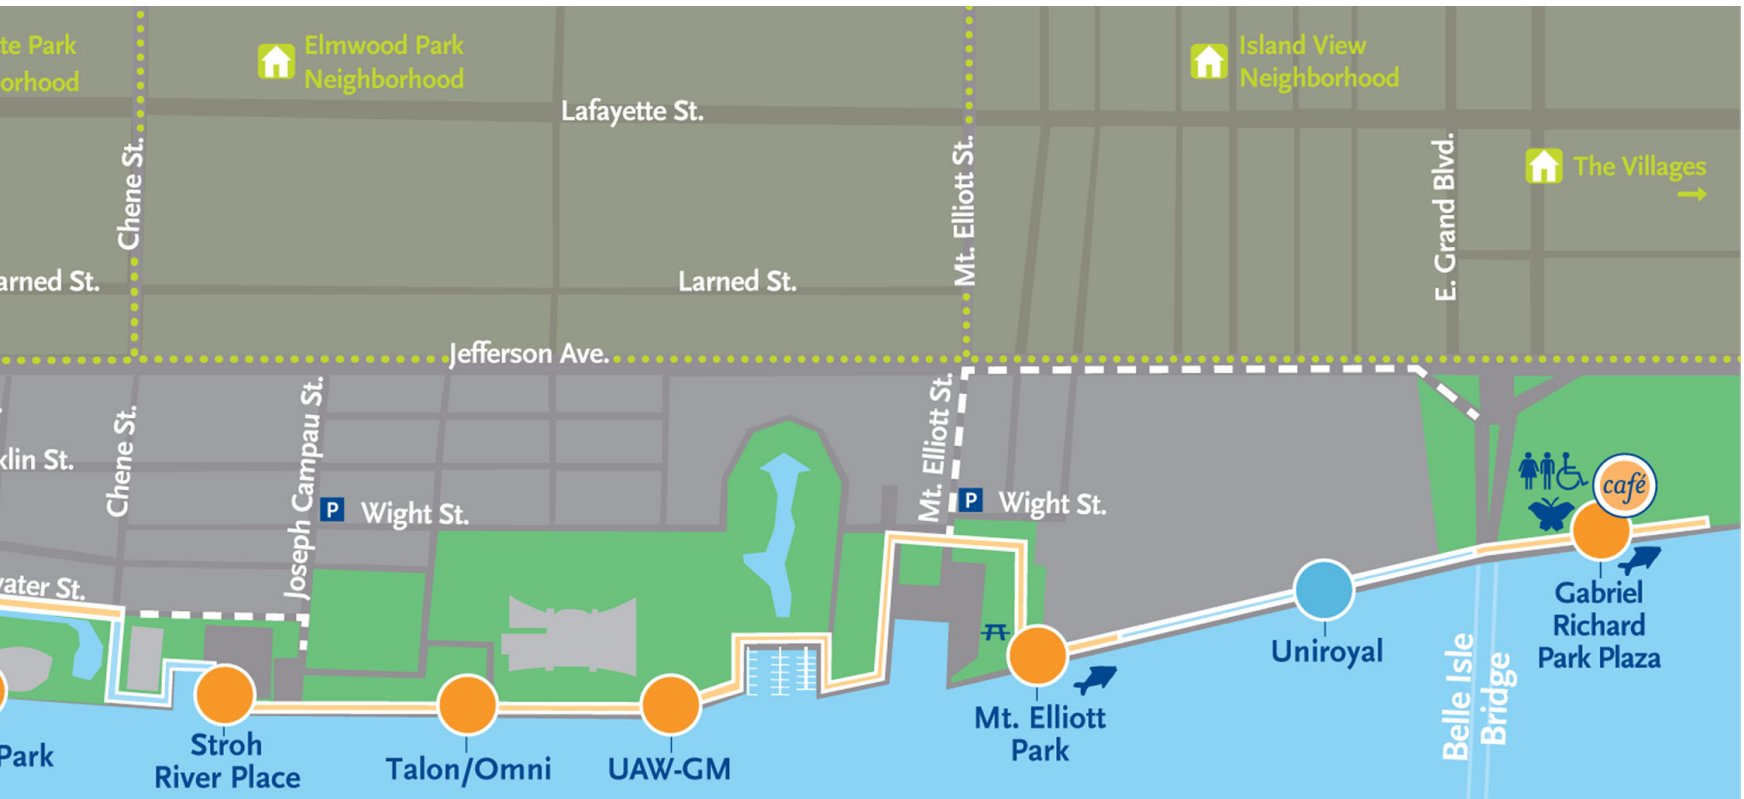 te Park
orhood
Elmwood Park
Neighborhood
Island View
Neighborhood
Lafayette St.
Chene St.
Mt. Elliott St.
E. Grand Blvd.
The Villages
arned St.
Larned St.
Jefferson Ave.
Chene St.
Joseph Campau St.
Mt. Elliott St.
klin St.
P
Wight St.
P
Wight St.
café
vater St.
Gabriel
Richard
Park Plaza
Uniroyal
Belle Isle
Bridge
Mt. Elliott
Park
Park
Stroh
River Place
Talon/Omni
UAW-GM